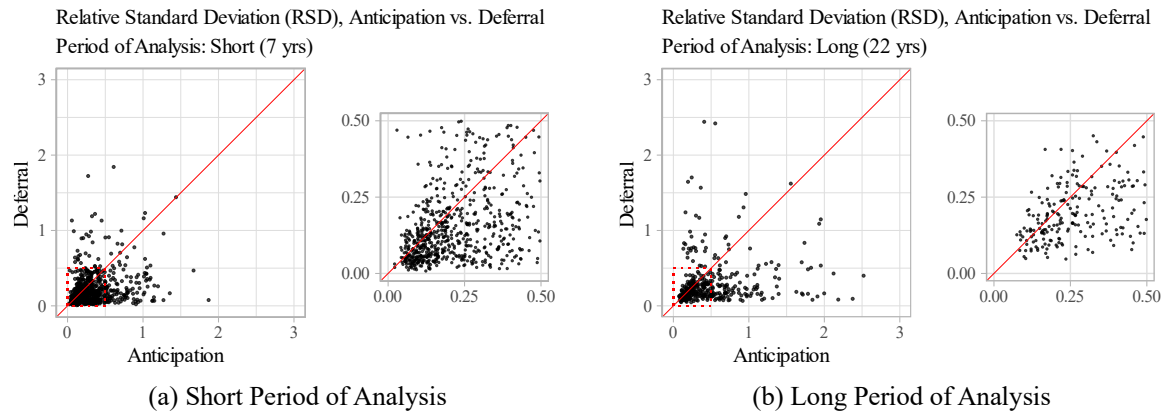 Relative Standard Deviation (RSD), Anticipation vs. Deferral
Period of Analysis: Short (7 yrs)
3
2
1
0
Deferral
0 1 2 3
Anticipation
0.50
0.25
0.00
0.00 0.25 0.50
(a) Short Period of Analysis
Relative Standard Deviation (RSD), Anticipation vs. Deferral
Period of Analysis: Long (22 yrs)
3
2
1
0
Deferral
0 1 2 3
Anticipation
0.50
0.25
0.00
0.00 0.25 0.50
(b) Long Period of Analysis